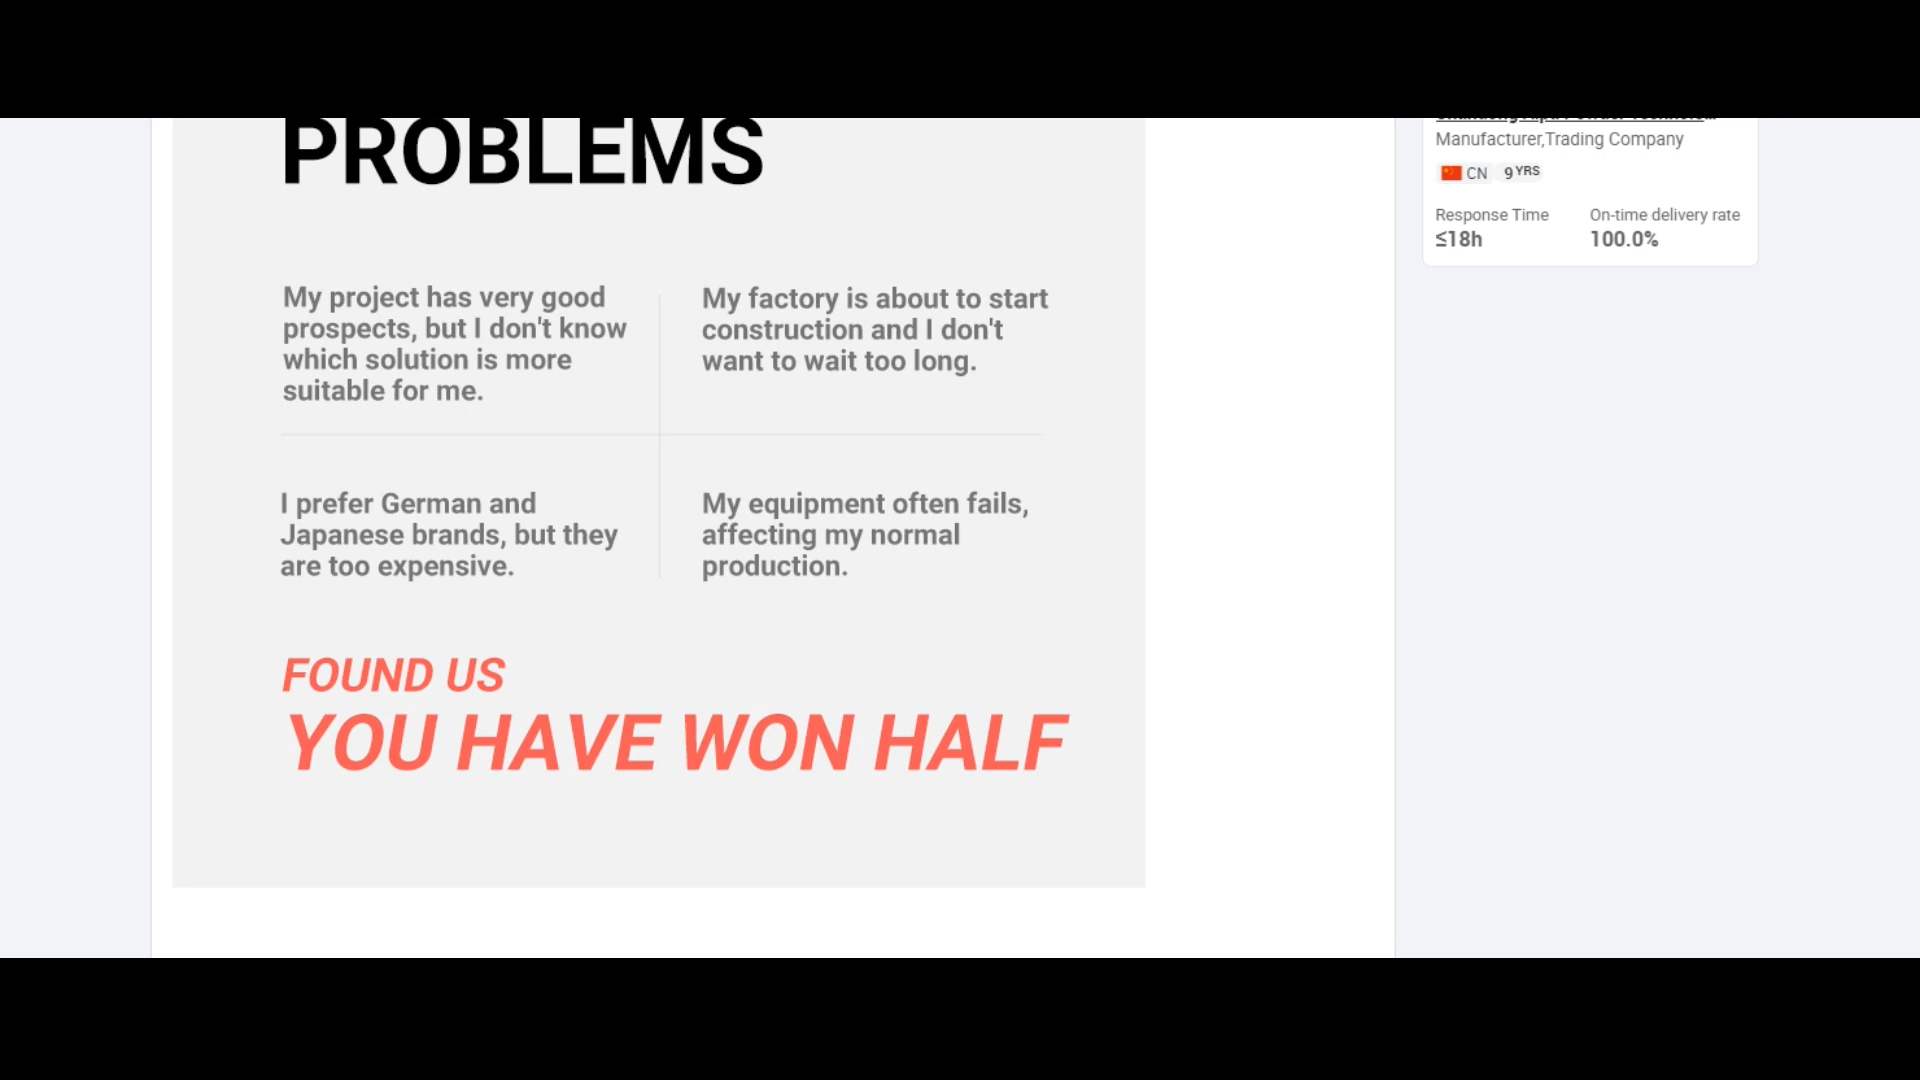 PROBLEMS
My project has very good
prospects, but I don't know
which solution is more
suitable for me.
My factory is about to start
construction and I don't
want to wait too long.
I prefer German and
Japanese brands, but they
are too expensive.
My equipment often fails,
affecting my normal
production.
FOUND US
YOU HAVE WON HALF
Manufacturer,Trading Company
CN 9 YRS
Response Time
≤18h
On-time delivery rate
100.0%